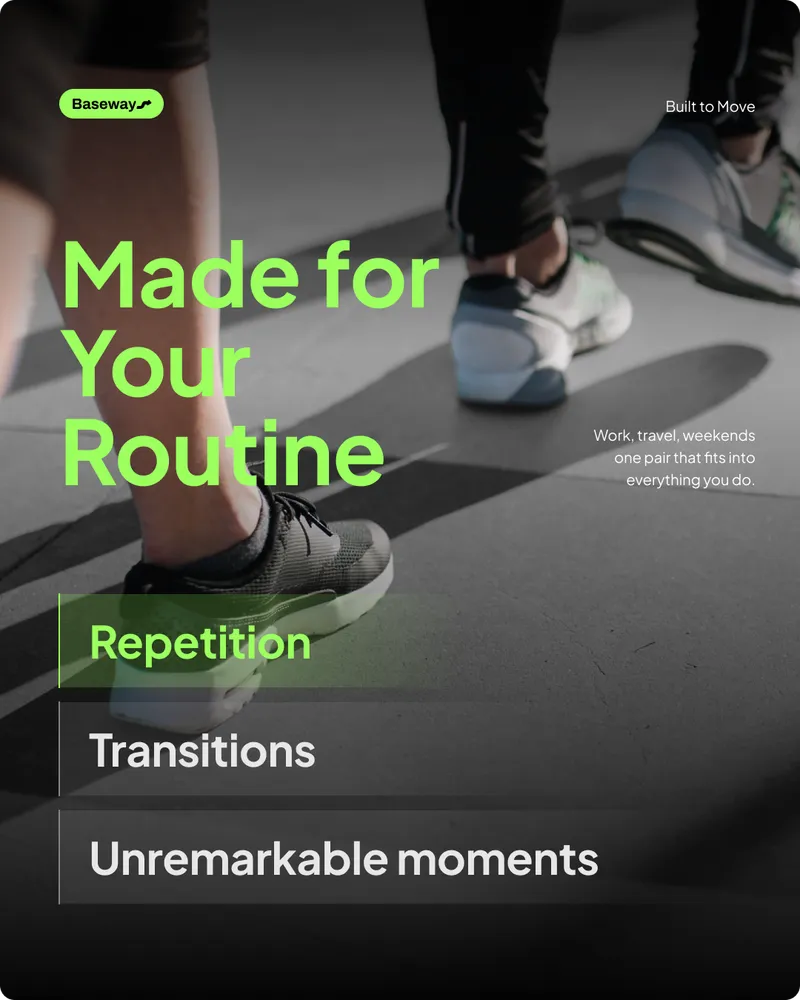 Baseway
Built to Move
Made for
Your
Routine
Work, travel, weekends
one pair that fits into
everything you do.
Repetition
Transitions
Unremarkable moments